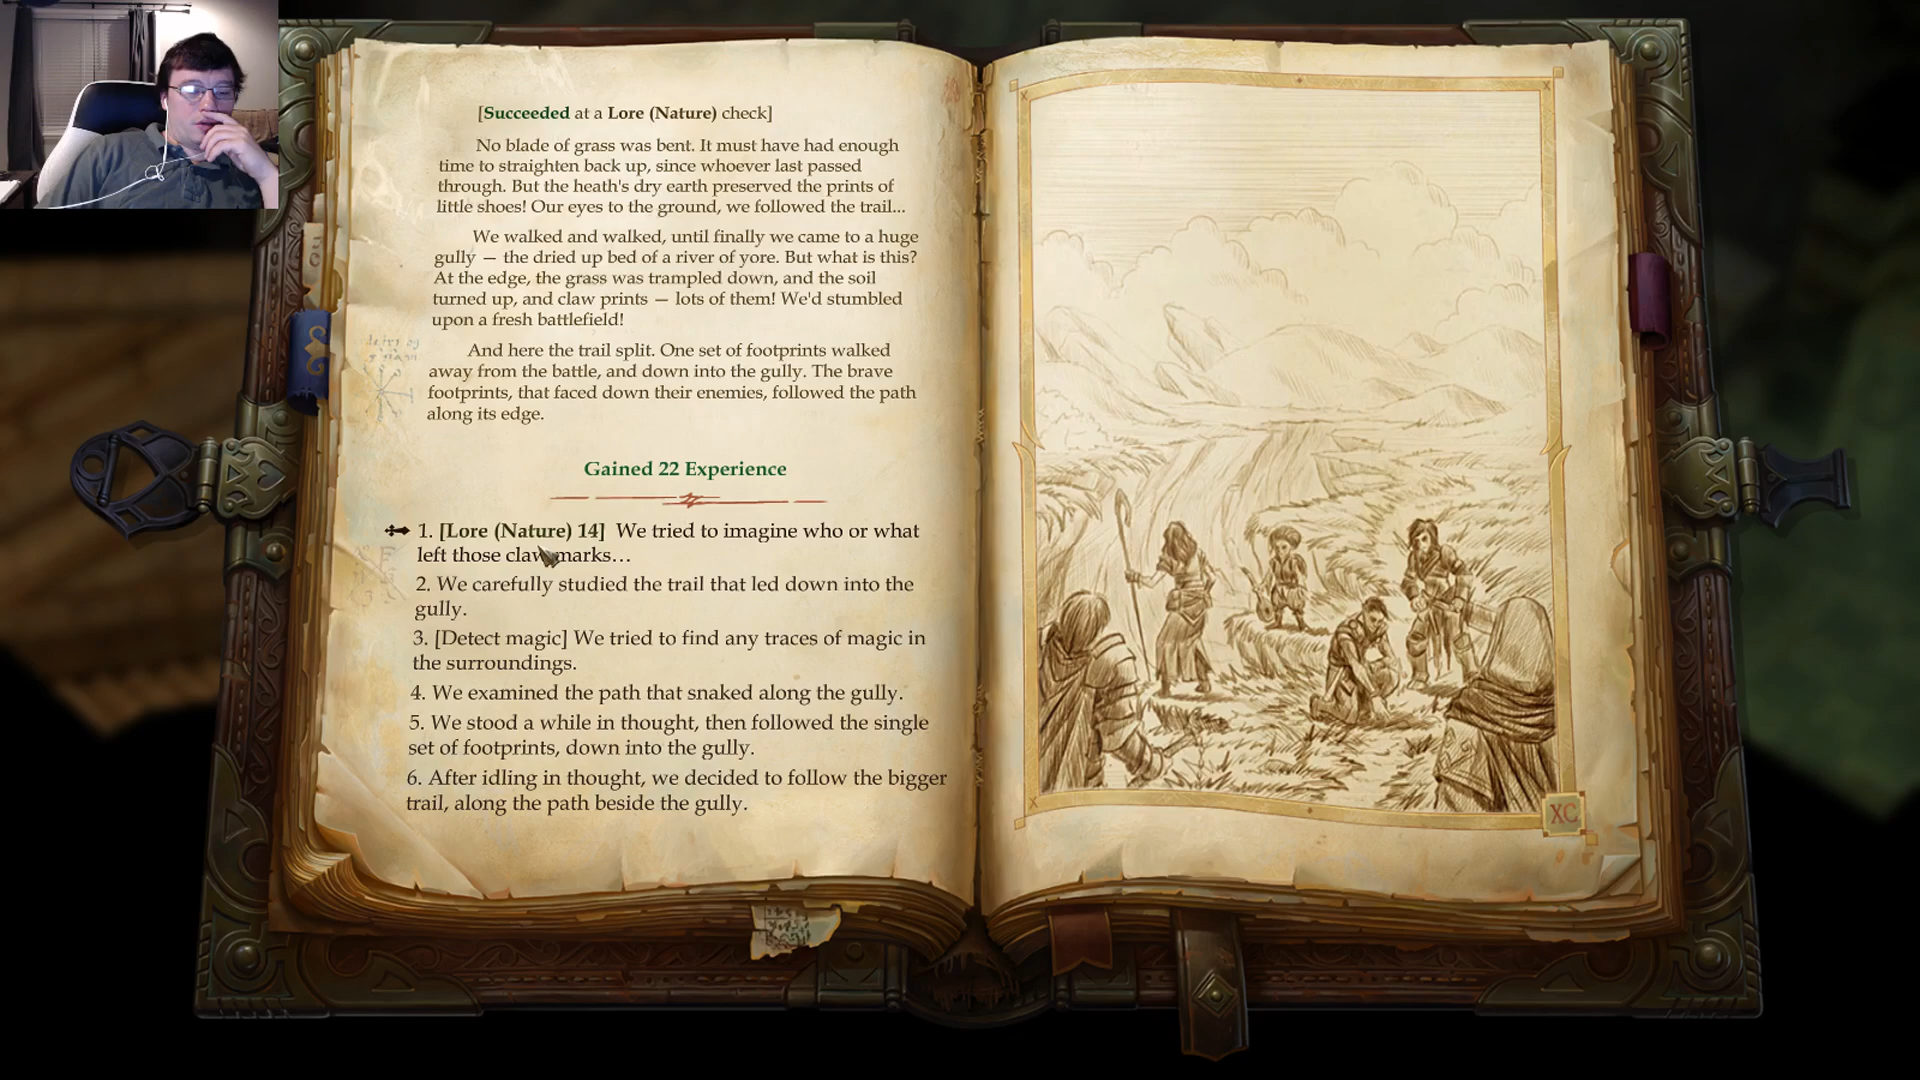 [Succeeded at a Lore (Nature) check]
No blade of grass was bent. It must have had enough
time to straighten back up, since whoever last passed
through. But the heath's dry earth preserved the prints of
little shoes! Our eyes to the ground, we followed the trail...
We walked and walked, until finally we came to a huge
gully — the dried up bed of a river of yore. But what is this?
At the edge, the grass was trampled down, and the soil
turned up, and claw prints — lots of them! We'd stumbled
upon a fresh battlefield!
And here the trail split. One set of footprints walked
away from the battle, and down into the gully. The brave
footprints, that faced down their enemies, followed the path
along its edge.
Gained 22 Experience
1. [Lore (Nature) 14] We tried to imagine who or what
left those claw marks...
2. We carefully studied the trail that led down into the
gully.
3. [Detect magic] We tried to find any traces of magic in
the surroundings.
4. We examined the path that snaked along the gully.
5. We stood a while in thought, then followed the single
set of footprints, down into the gully.
6. After idling in thought, we decided to follow the bigger
trail, along the path beside the gully.
XC